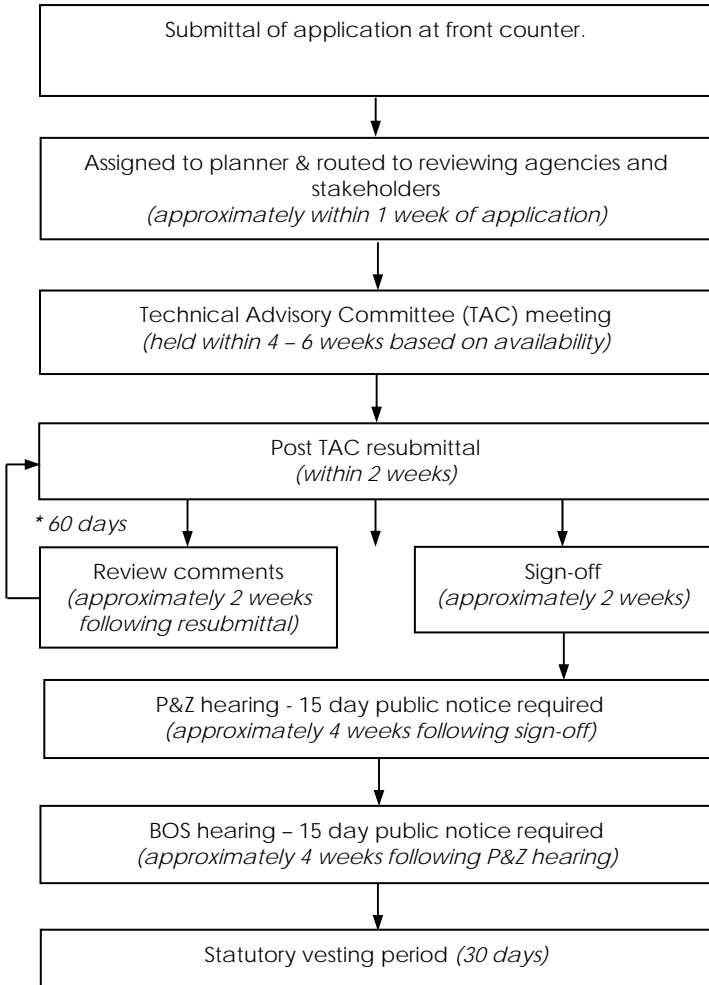 Submittal of application at front counter.
Assigned to planner & routed to reviewing agencies and
stakeholders
(approximately within 1 week of application)
Technical Advisory Committee (TAC) meeting
(held within 4 – 6 weeks based on availability)
Post TAC resubmittal
(within 2 weeks)
* 60 days
Review comments
(approximately 2 weeks
following resubmittal)
Sign-off
(approximately 2 weeks)
P&Z hearing - 15 day public notice required
(approximately 4 weeks following sign-off)
BOS hearing – 15 day public notice required
(approximately 4 weeks following P&Z hearing)
Statutory vesting period (30 days)